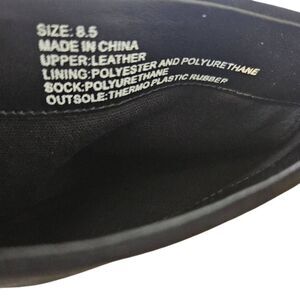 SIZE: 8.5
MADE IN CHINA
UPPER:LEATHER
LINING:POLYESTER AND POLYURETHANE
SOCK:POLYURETHANE
OUTSOLE:THERMO PLASTIC RUBBER